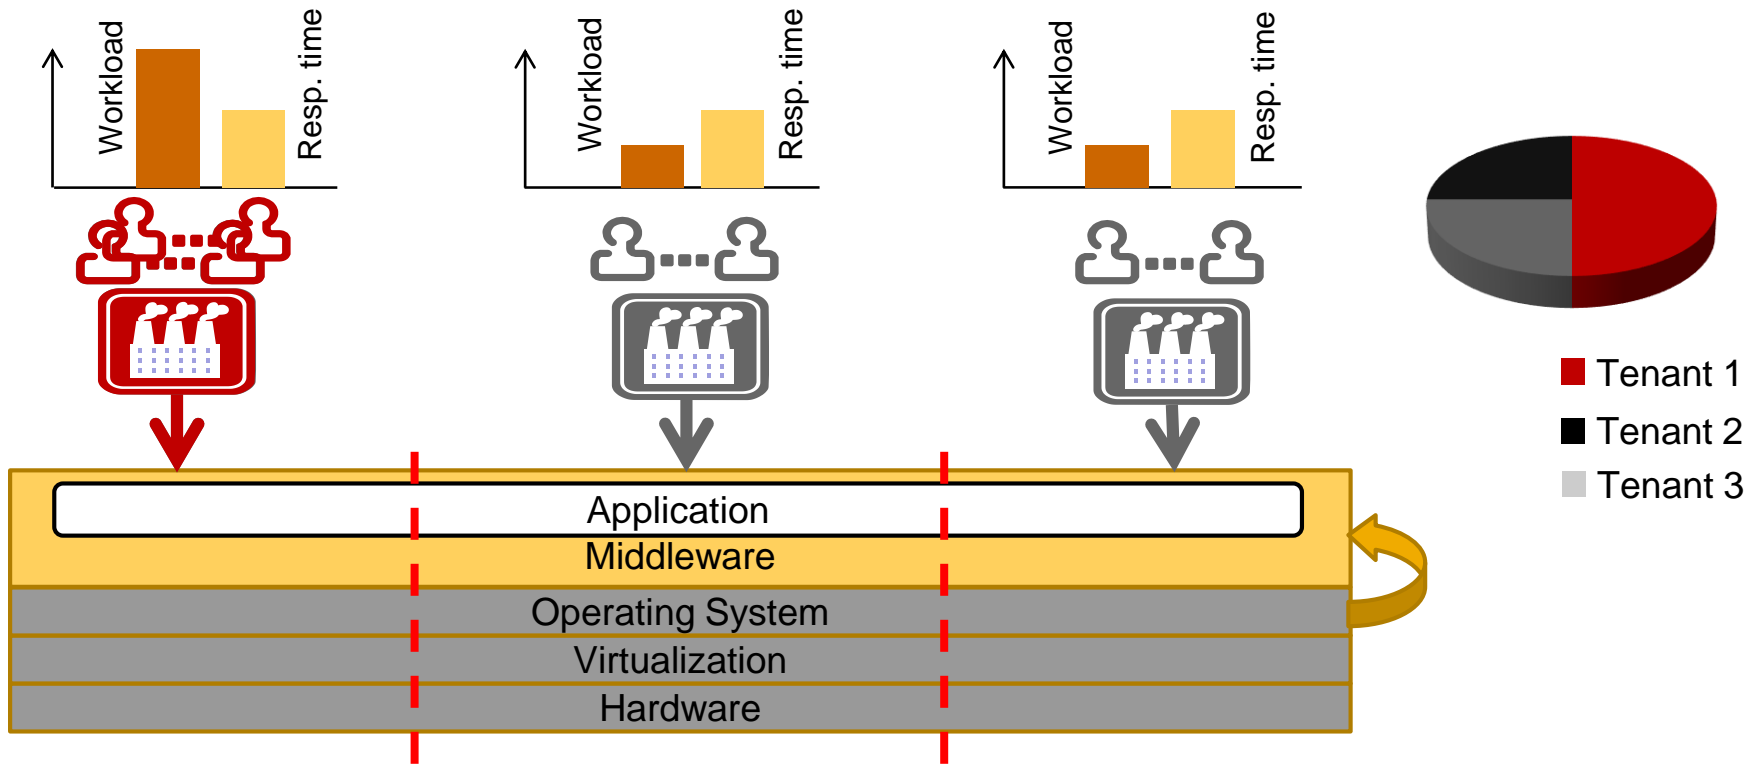 Workload
Resp. time
Workload
Resp. time
Workload
Resp. time
Tenant 1
Tenant 2
Tenant 3
Application
Middleware
Operating System
Virtualization
Hardware